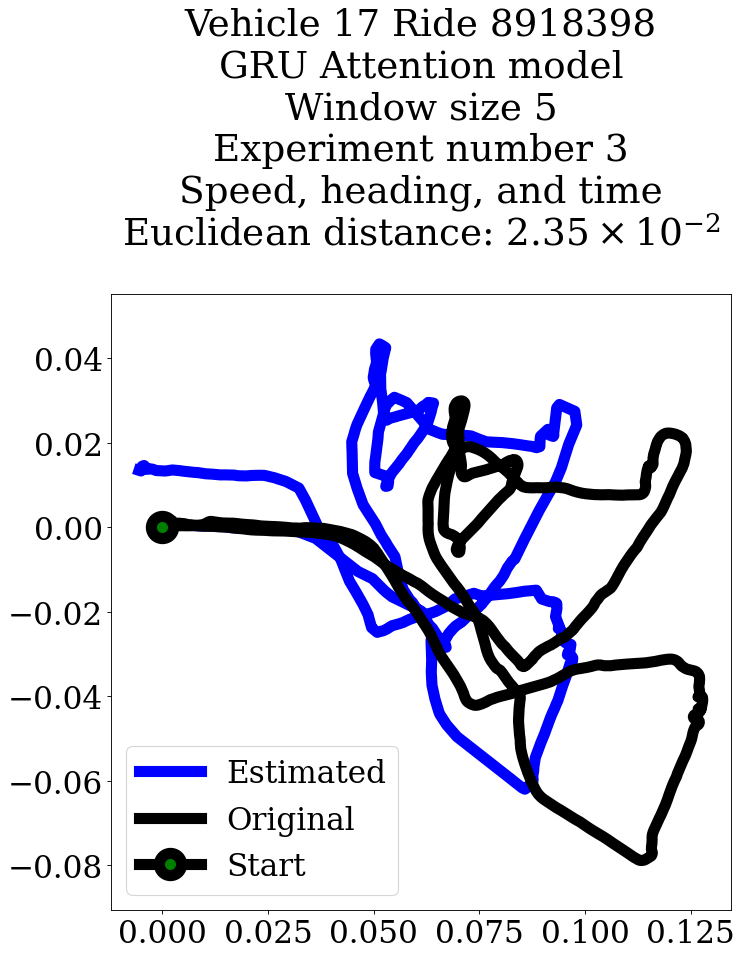 Vehicle 17 Ride 8918398
GRU Attention model
Window size 5
Experiment number 3
Speed, heading, and time
Euclidean distance: 2.35 × 10⁻²
0.04
0.02
0.00
−0.02
−0.04
−0.06
−0.08
Estimated
Original
Start
0.000 0.025 0.050 0.075 0.100 0.125